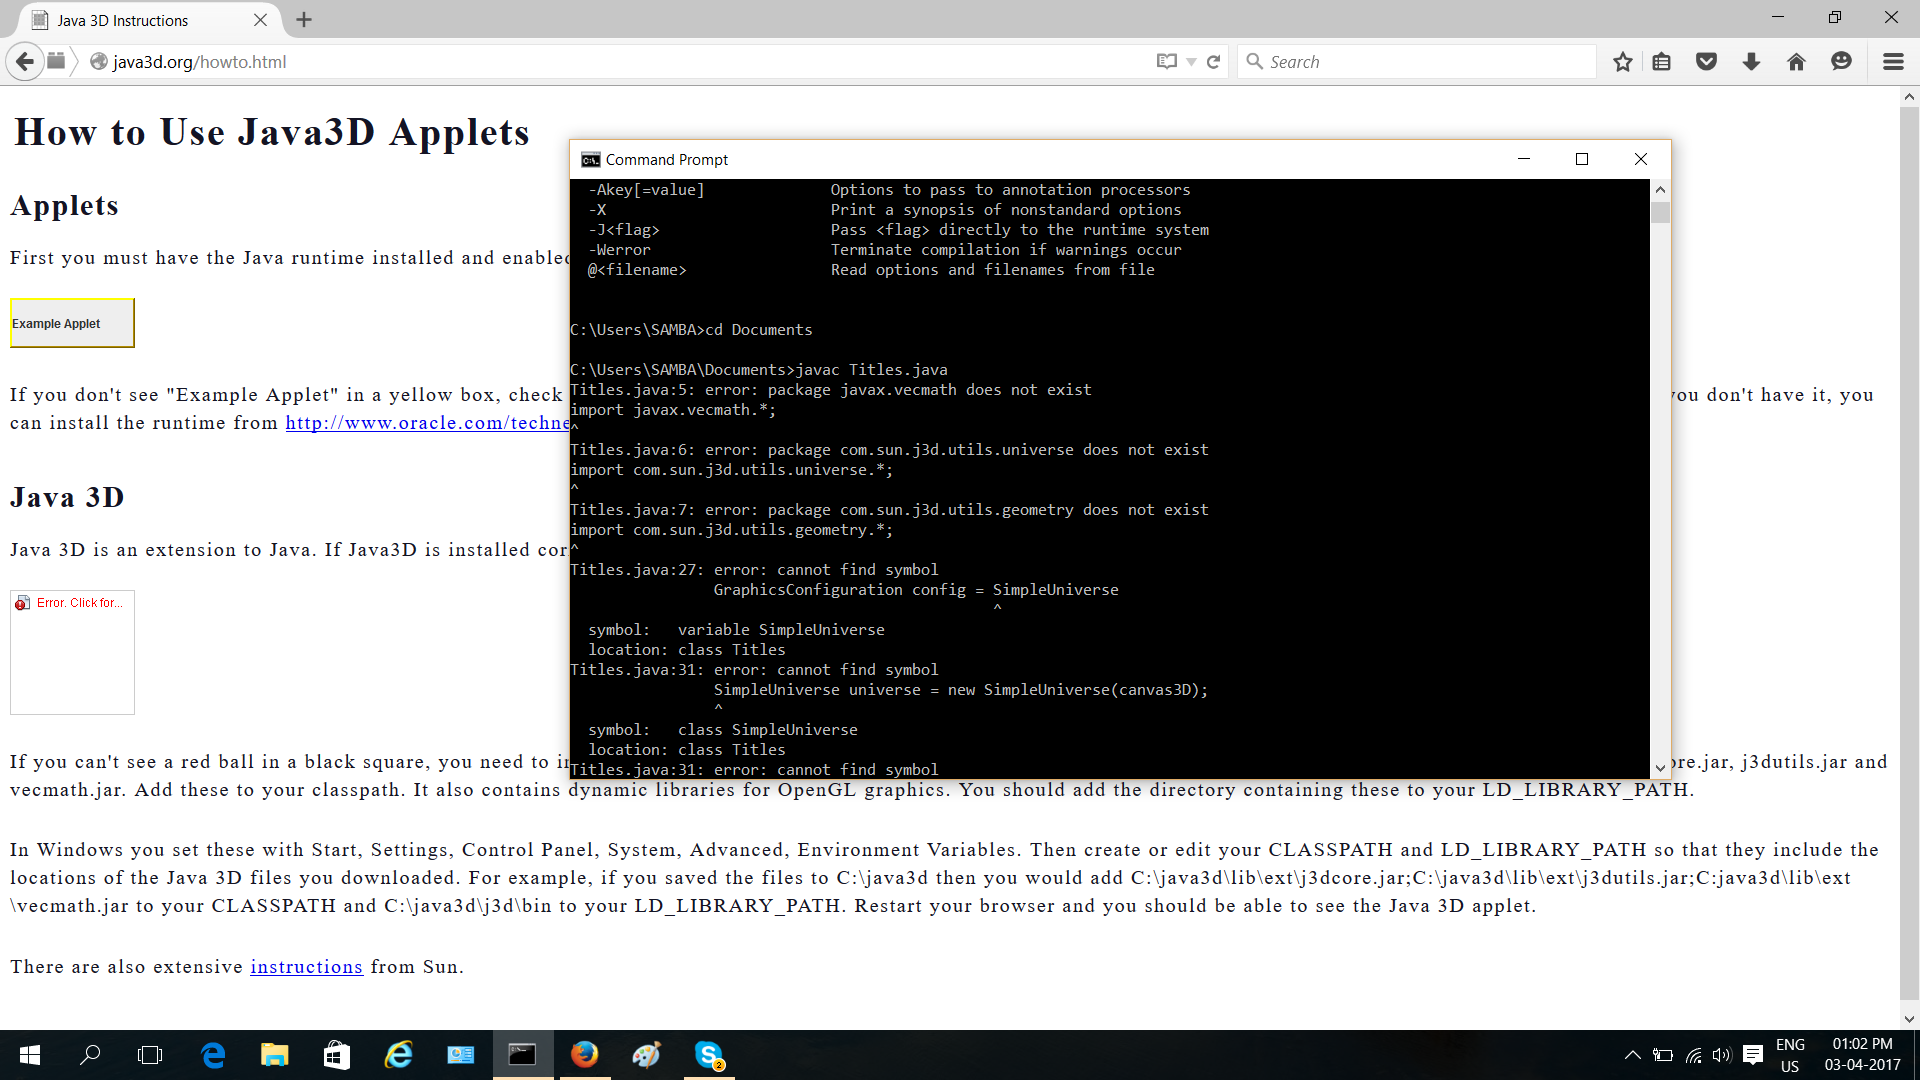 Java 3D Instructions
java3d.org/howto.html
Search
How to Use Java3D Applets
Applets
First you must have the Java runtime installed and enabled
Example Applet
If you don't see "Example Applet" in a yellow box, check
you don't have it, you
can install the runtime from http://www.oracle.com/techne
Java 3D
Java 3D is an extension to Java. If Java3D is installed cor
Error. Click for...
If you can't see a red ball in a black square, you need to in
ore.jar, j3dutils.jar and
vecmath.jar. Add these to your classpath. It also contains dynamic libraries for OpenGL graphics. You should add the directory containing these to your LD_LIBRARY_PATH.
In Windows you set these with Start, Settings, Control Panel, System, Advanced, Environment Variables. Then create or edit your CLASSPATH and LD_LIBRARY_PATH so that they include the
locations of the Java 3D files you downloaded. For example, if you saved the files to C:\java3d then you would add C:\java3d\lib\ext\j3dcore.jar;C:\java3d\lib\ext\j3dutils.jar;C:java3d\lib\ext
\vecmath.jar to your CLASSPATH and C:\java3d\j3d\bin to your LD_LIBRARY_PATH. Restart your browser and you should be able to see the Java 3D applet.
There are also extensive instructions from Sun.
Command Prompt
-Akey[=value] Options to pass to annotation processors
-X Print a synopsis of nonstandard options
-J<flag> Pass <flag> directly to the runtime system
-Werror Terminate compilation if warnings occur
@<filename> Read options and filenames from file
C:\Users\SAMBA>cd Documents
C:\Users\SAMBA\Documents>javac Titles.java
Titles.java:5: error: package javax.vecmath does not exist
import javax.vecmath.*;
^
Titles.java:6: error: package com.sun.j3d.utils.universe does not exist
import com.sun.j3d.utils.universe.*;
^
Titles.java:7: error: package com.sun.j3d.utils.geometry does not exist
import com.sun.j3d.utils.geometry.*;
^
Titles.java:27: error: cannot find symbol
GraphicsConfiguration config = SimpleUniverse
^
symbol: variable SimpleUniverse
location: class Titles
Titles.java:31: error: cannot find symbol
SimpleUniverse universe = new SimpleUniverse(canvas3D);
^
symbol: class SimpleUniverse
location: class Titles
Titles.java:31: error: cannot find symbol
2
ENG
US
01:02 PM
03-04-2017